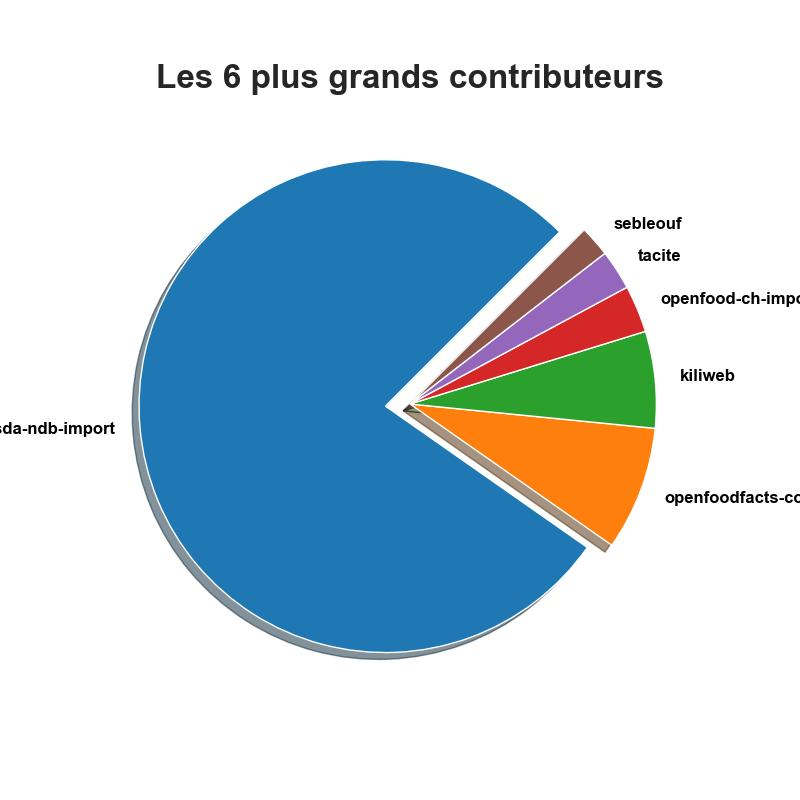 Les 6 plus grands contributeurs
sebleouf
tacite
openfood-ch-impo
kiliweb
sda-ndb-import
openfoodfacts-co